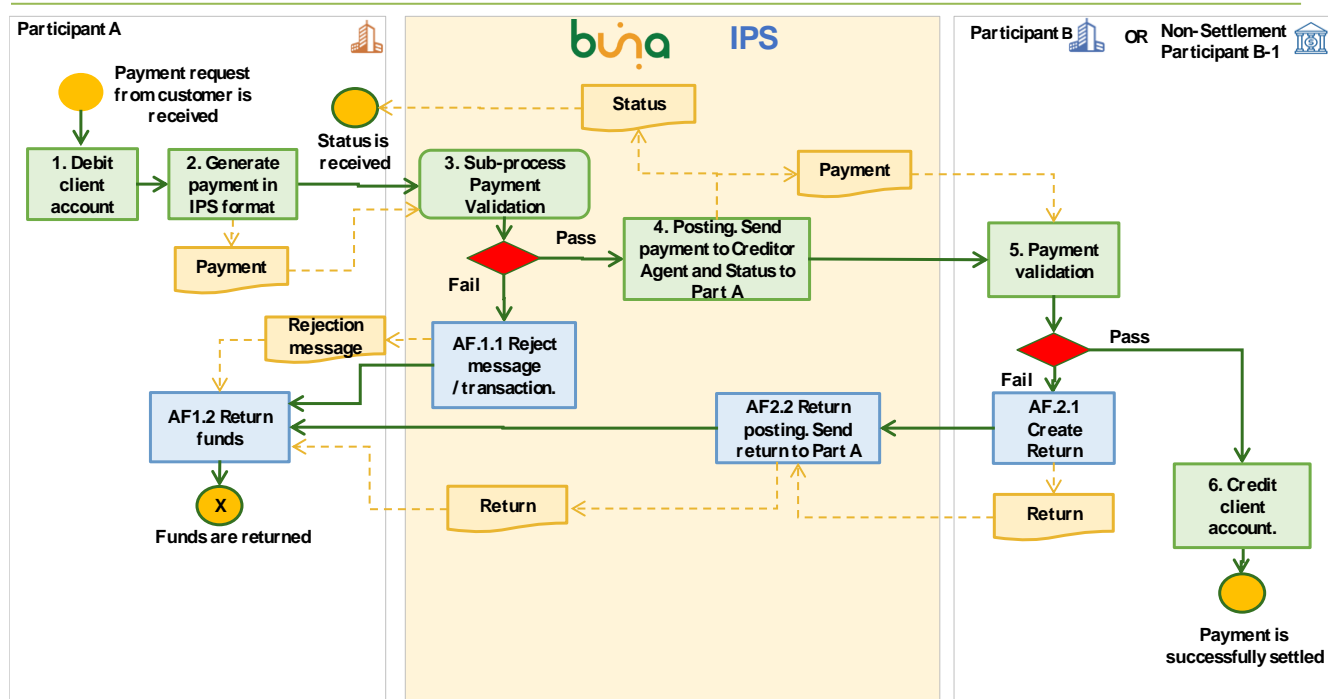 Participant A
buna
IPS
Participant B
OR
Non-Settlement
Participant B-1
Payment request
from customer is
received
Status is
received
Status
Payment
1. Debit
client
account
2. Generate
payment in
IPS format
3. Sub-process
Payment
Validation
Payment
Pass
Fail
4. Posting. Send
payment to Creditor
Agent and Status to
Part A
5. Payment
validation
Pass
Fail
Rejection
message
AF.1.1 Reject
message
/ transaction.
AF1.2 Return
funds
AF2.2 Return
posting. Send
return to Part A
AF.2.1
Create
Return
Return
Return
X
Funds are returned
6. Credit
client
account.
Payment is
successfully settled